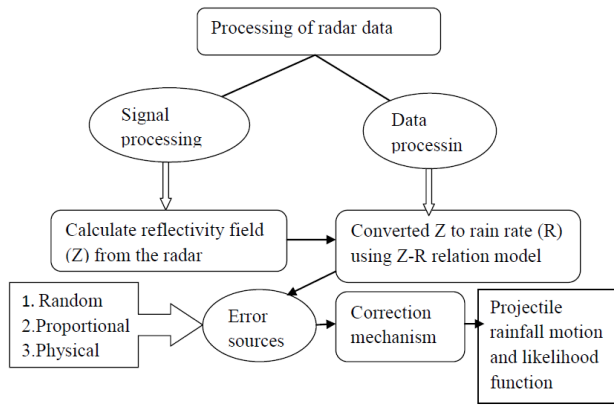 Processing of radar data
Signal
processing
Data
processin
Calculate reflectivity field
(Z) from the radar
Converted Z to rain rate (R)
using Z-R relation model
1. Random
2.Proportional
3.Physical
Error
sources
Correction
mechanism
Projectile
rainfall motion
and likelihood
function